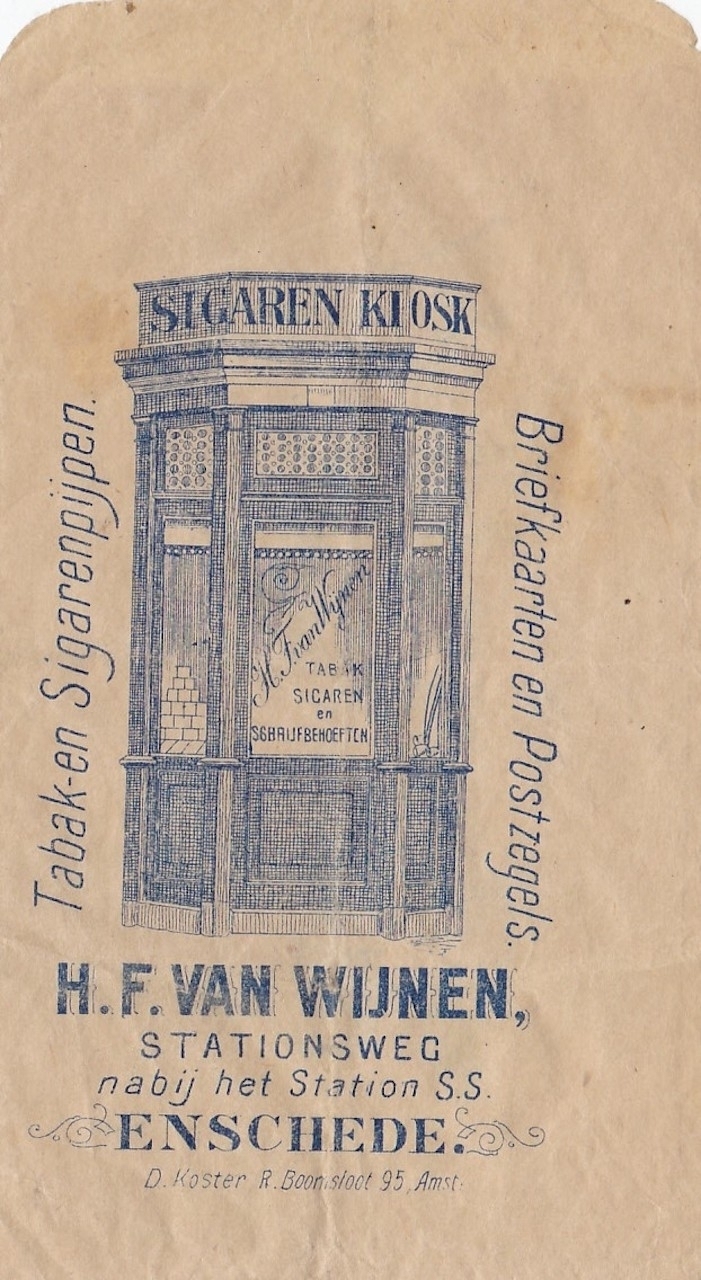 SIGAREN KIOSK
Tabak-en Sigarenpijpen.
Briefkaarten en Postzegels.
H. F. van Wijnen
TABAK
SIGAREN
en
SCHRIJFBEHOEFTEN
H. F. VAN WIJNEN,
STATIONSWEG
nabij het Station S.S.
ENSCHEDE.
D. Koster R. Boomsloot 95, Amst.